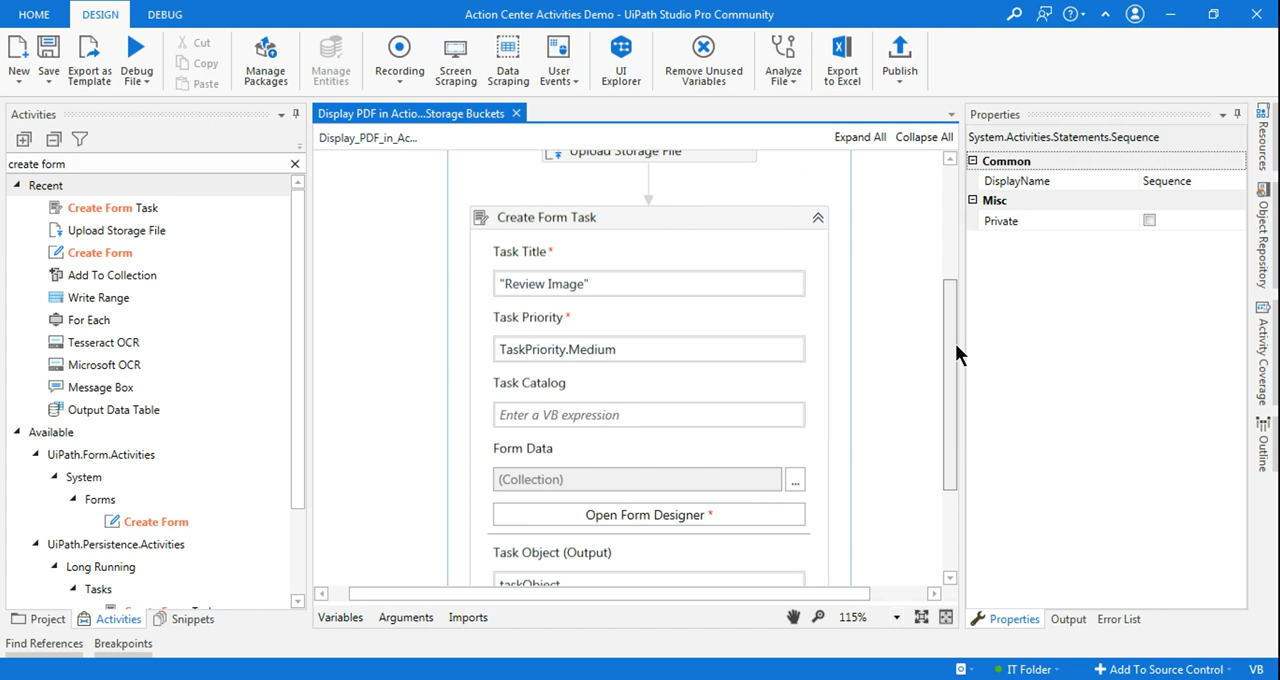 HOME DESIGN DEBUG Action Center Activities Demo - UiPath Studio Pro Community
New Save Export as Template Debug File Cut Copy Paste Manage Packages Manage Entities Recording Screen Scraping Data Scraping User Events UI Explorer Remove Unused Variables Analyze File Export to Excel Publish
Activities
create form
Recent
Create Form Task
Upload Storage File
Create Form
Add To Collection
Write Range
For Each
Tesseract OCR
Microsoft OCR
Message Box
Output Data Table
Available
UiPath.Form.Activities
System
Forms
Create Form
UiPath.Persistence.Activities
Long Running
Tasks
Project Activities Snippets
Find References Breakpoints
Display PDF in Actio...Storage Buckets
Display_PDF_in_Ac...
Expand All Collapse All
Upload Storage File
Create Form Task
Task Title *
"Review Image"
Task Priority *
TaskPriority.Medium
Task Catalog
Enter a VB expression
Form Data
(Collection) ...
Open Form Designer *
Task Object (Output)
taskObject
Variables Arguments Imports 115%
Properties
System.Activities.Statements.Sequence
Common
DisplayName Sequence
Misc
Private
Properties Output Error List
Resources
Object Repository
Activity Coverage
Outline
IT Folder Add To Source Control VB